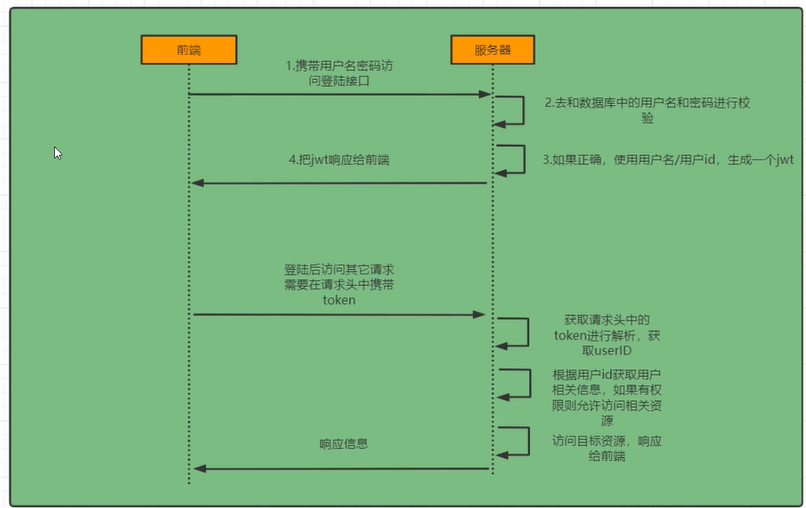 前端
服务器
1.携带用户名密码访
问登陆接口
2.去和数据库中的用户名和密码进行校
验
3.如果正确，使用用户名/用户id，生成一个jwt
4.把jwt响应给前端
登陆后访问其它请求
需要在请求头中携带
token
获取请求头中的
token进行解析，获
取userID
根据用户id获取用户
相关信息，如果有权
限则允许访问相关资
源
访问目标资源，响应
给前端
响应信息